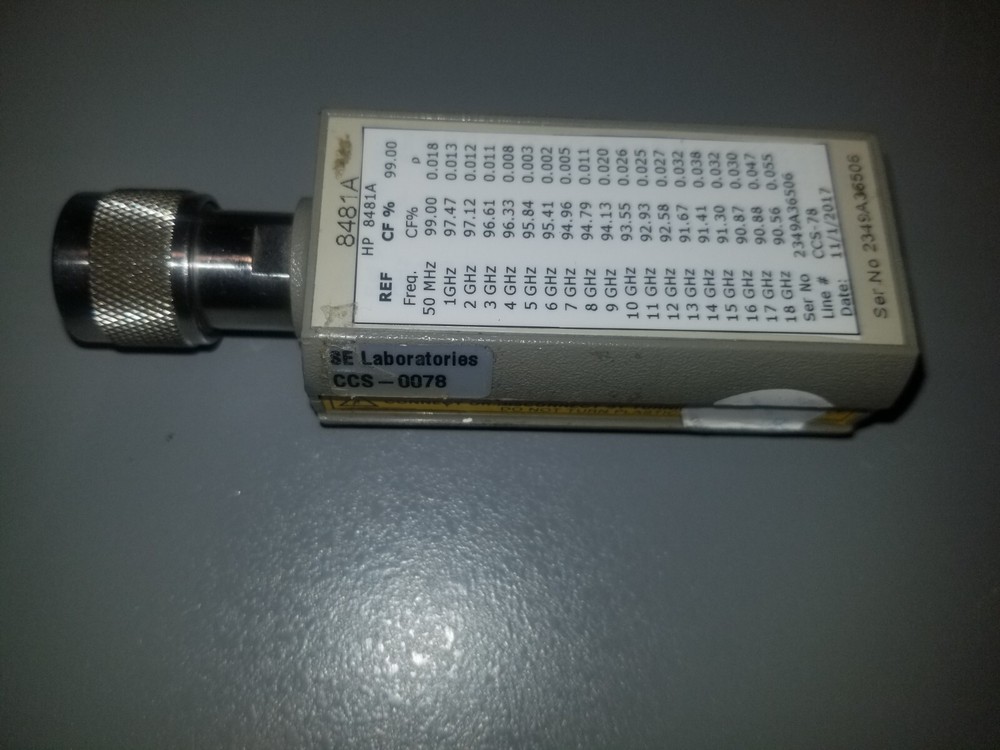 8481A
HP 8481A
REF CF % 99.00
Freq. CF% ρ
50 MHz 99.00 0.018
1GHz 97.47 0.013
2 GHz 97.12 0.012
3 GHz 96.61 0.011
4 GHz 96.33 0.008
5 GHz 95.84 0.003
6 GHz 95.41 0.002
7 GHz 94.96 0.005
8 GHz 94.79 0.011
9 GHz 94.13 0.020
10 GHz 93.55 0.026
11 GHz 92.93 0.025
12 GHz 92.58 0.027
13 GHz 91.67 0.032
14 GHz 91.41 0.038
15 GHz 91.30 0.032
16 GHz 90.87 0.030
17 GHz 90.88 0.047
18 GHz 90.56 0.055
Ser No 2349A36506
Line # CCS-78
Date: 11/1/2017
Ser No 2349A36506
SE Laboratories
CCS-0078
DO NOT TURN PLASTIC